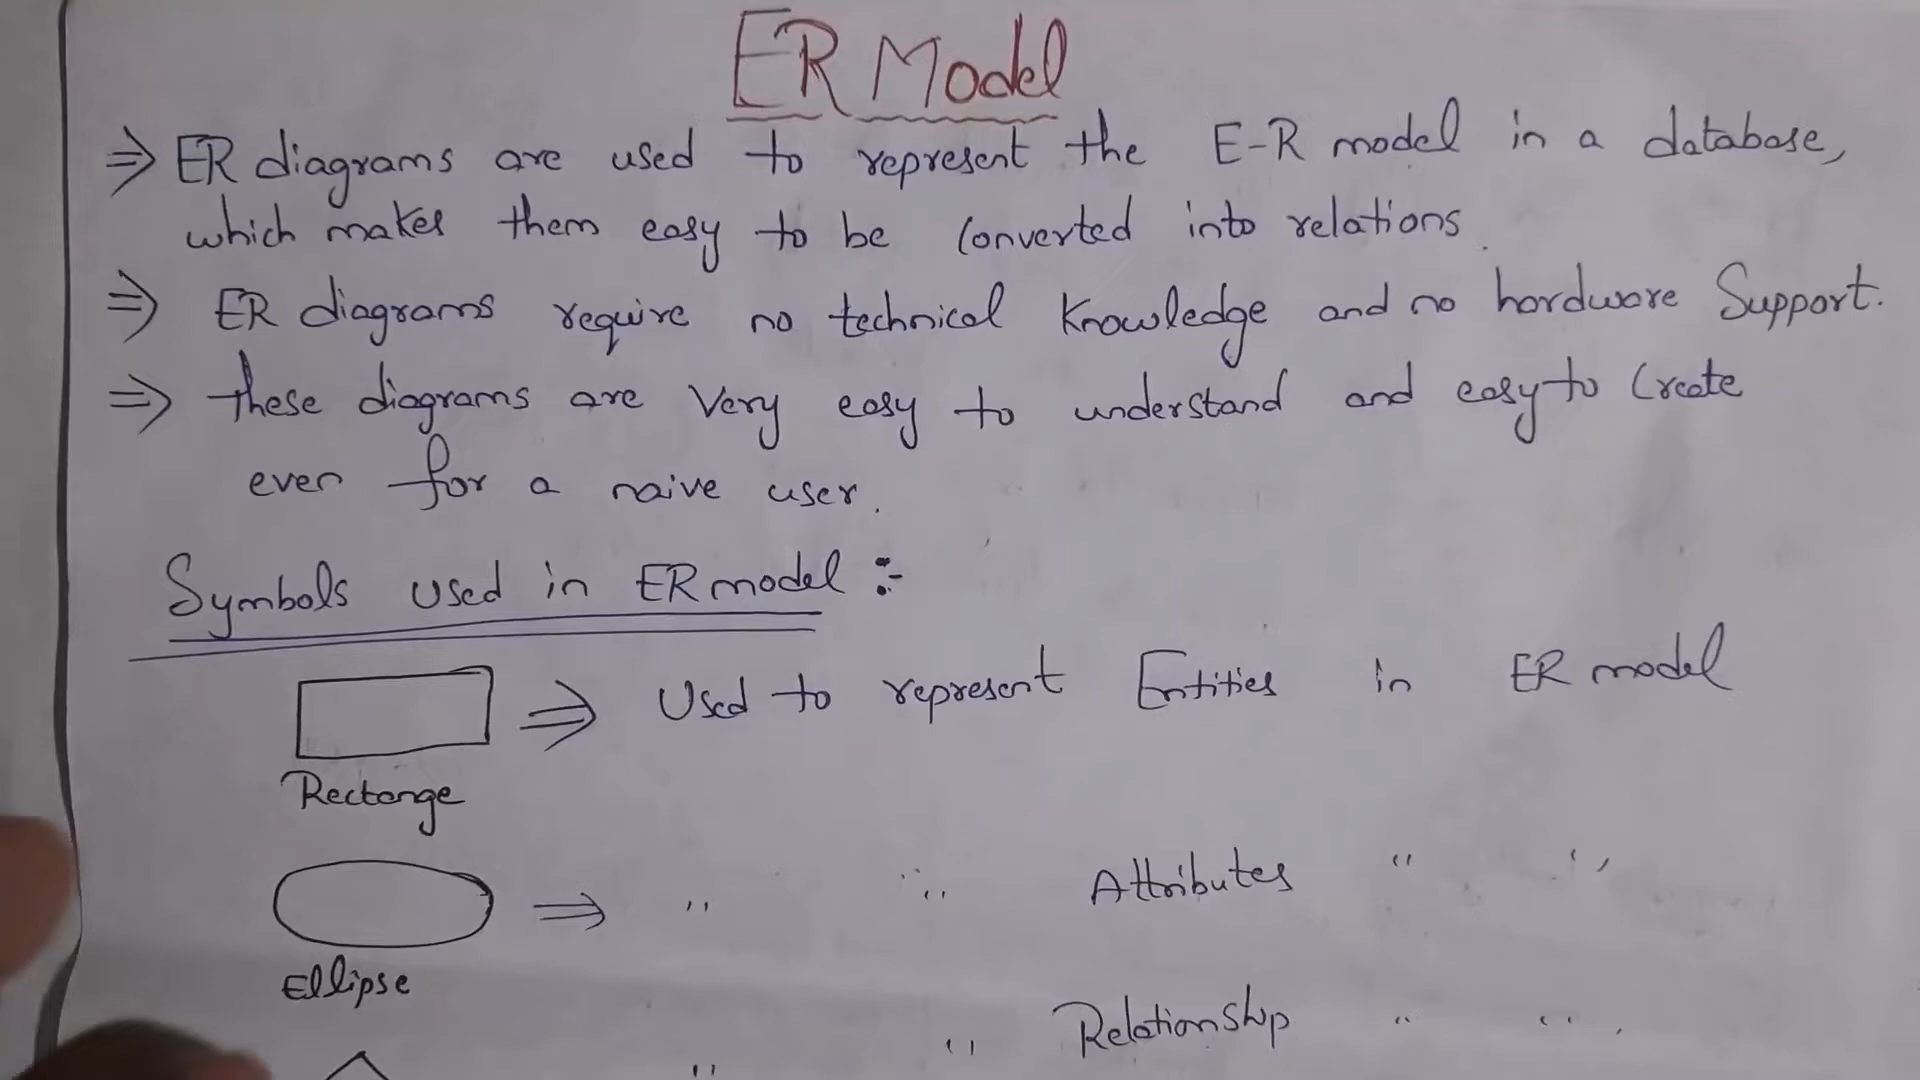 ER Model
⇒ ER diagrams are used to represent the E-R model in a database,
which makes them easy to be converted into relations.
⇒ ER diagrams require no technical knowledge and no hardware support.
⇒ these diagrams are very easy to understand and easy to create
even for a naive user.
Symbols used in ER model :-
⇒ Used to represent Entities in ER model
Rectange
⇒ " " Attributes " "
Ellipse
" " Relationship " "